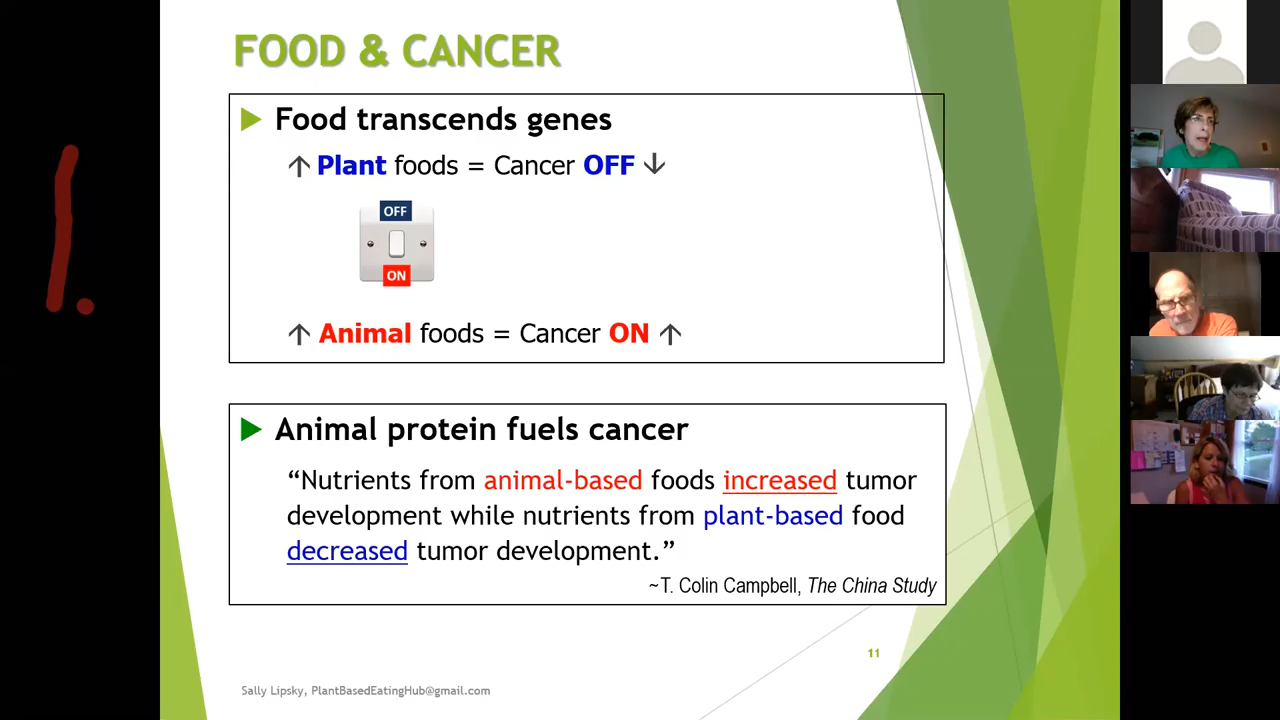 FOOD & CANCER
Food transcends genes
↑ Plant foods = Cancer OFF ↓
OFF
ON
↑ Animal foods = Cancer ON ↑
Animal protein fuels cancer
“Nutrients from animal-based foods increased tumor
development while nutrients from plant-based food
decreased tumor development.”
~T. Colin Campbell, The China Study
11
Sally Lipsky, PlantBasedEatingHub@gmail.com
1.